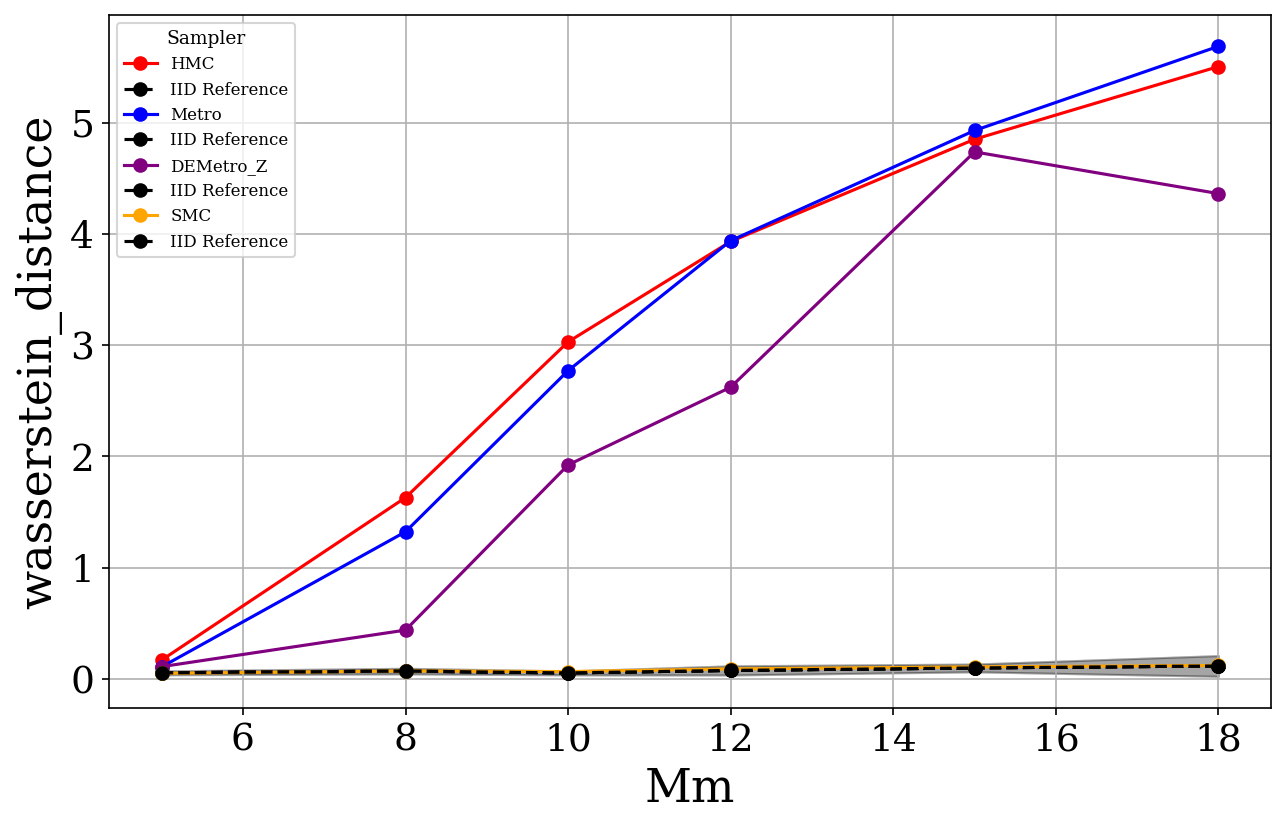 Sampler
HMC
IID Reference
Metro
IID Reference
DEMetro_Z
IID Reference
SMC
IID Reference
wasserstein_distance
5
4
3
2
1
0
6 8 10 12 14 16 18
Mm